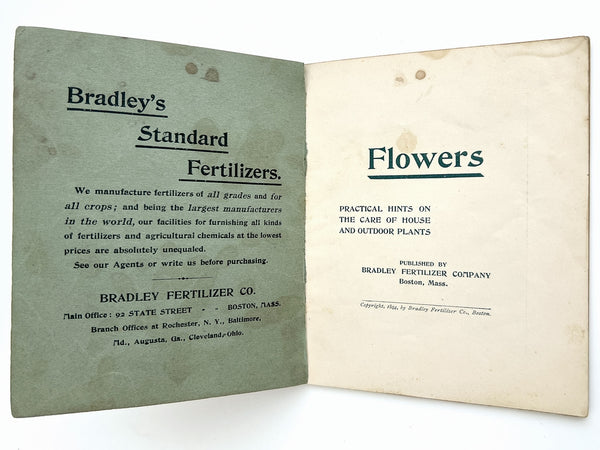 Bradley's
Standard
Fertilizers.
We manufacture fertilizers of all grades and for
all crops; and being the largest manufacturers
in the world, our facilities for furnishing all kinds
of fertilizers and agricultural chemicals at the lowest
prices are absolutely unequaled.
See our Agents or write us before purchasing.
BRADLEY FERTILIZER CO.
Main Office: 92 STATE STREET - - BOSTON, MASS.
Branch Offices at Rochester, N. Y., Baltimore,
Md., Augusta, Ga., Cleveland, Ohio.
Flowers
PRACTICAL HINTS ON
THE CARE OF HOUSE
AND OUTDOOR PLANTS
PUBLISHED BY
BRADLEY FERTILIZER COMPANY
Boston, Mass.
Copyright, by Bradley Fertilizer Co., Boston.